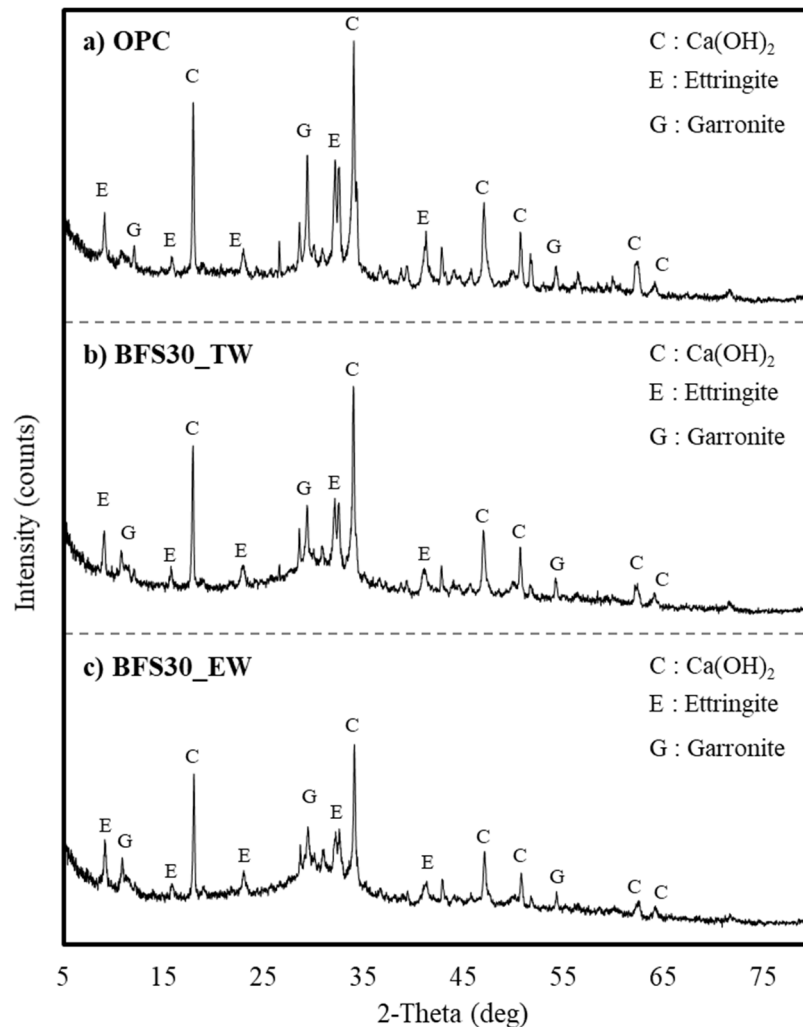 a) OPC
C : Ca(OH)2
E : Ettringite
G : Garronite
E
G
E
C
E
G
E
C
E
C
C
G
C
C
b) BFS30_TW
C : Ca(OH)2
E : Ettringite
G : Garronite
E
G
E
C
E
G
E
C
E
C
C
G
C
C
c) BFS30_EW
C : Ca(OH)2
E : Ettringite
G : Garronite
E
G
E
C
E
G
E
C
E
C
C
G
C
C
Intensity (counts)
5 15 25 35 45 55 65 75
2-Theta (deg)